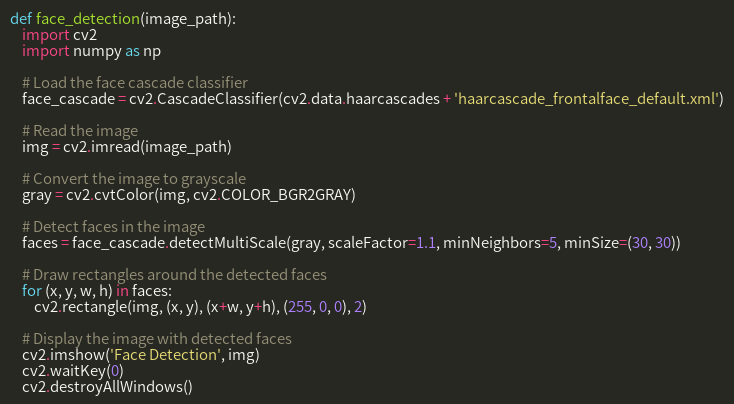 def face_detection(image_path):
    import cv2
    import numpy as np

    # Load the face cascade classifier
    face_cascade = cv2.CascadeClassifier(cv2.data.haarcascades + 'haarcascade_frontalface_default.xml')

    # Read the image
    img = cv2.imread(image_path)

    # Convert the image to grayscale
    gray = cv2.cvtColor(img, cv2.COLOR_BGR2GRAY)

    # Detect faces in the image
    faces = face_cascade.detectMultiScale(gray, scaleFactor=1.1, minNeighbors=5, minSize=(30, 30))

    # Draw rectangles around the detected faces
    for (x, y, w, h) in faces:
        cv2.rectangle(img, (x, y), (x+w, y+h), (255, 0, 0), 2)

    # Display the image with detected faces
    cv2.imshow('Face Detection', img)
    cv2.waitKey(0)
    cv2.destroyAllWindows()